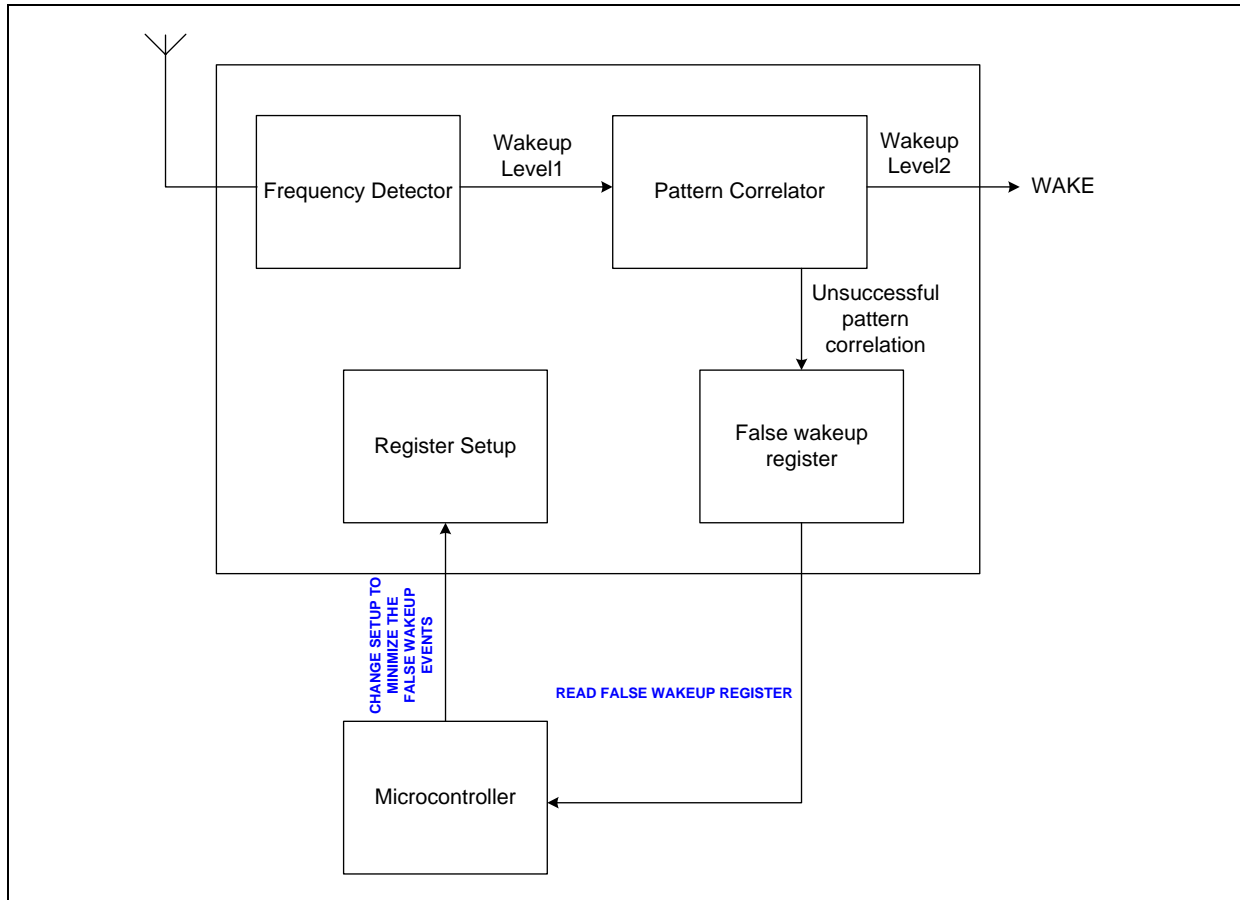 Wakeup
Level1
Wakeup
Level2
Frequency Detector
Pattern Correlator
WAKE
Unsuccessful
pattern
correlation
Register Setup
False wakeup
register
CHANGE SETUP TO
MINIMIZE THE
FALSE WAKEUP
EVENTS
READ FALSE WAKEUP REGISTER
Microcontroller